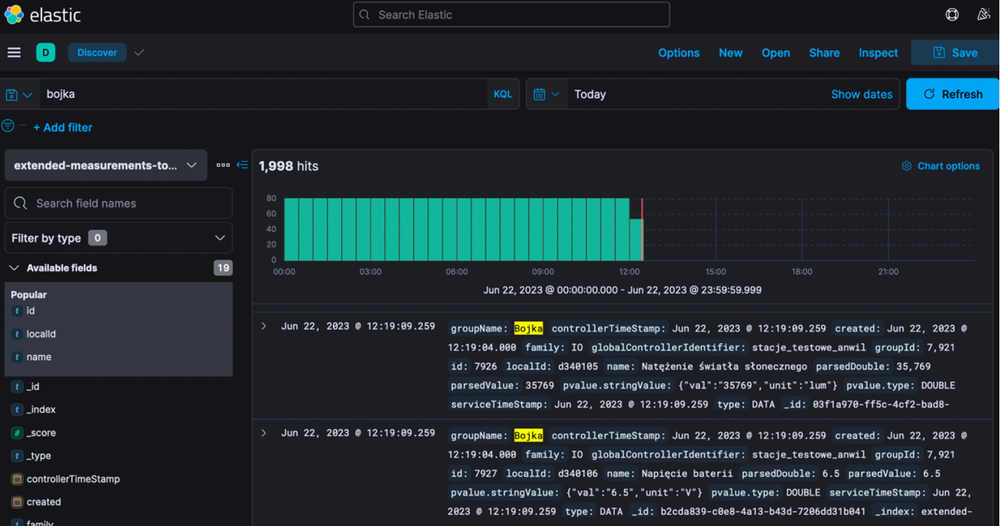 elastic
Search Elastic
D
Discover
Options
New
Open
Share
Inspect
Save
bojka
KQL
Today
Show dates
Refresh
+ Add filter
extended-measurements-to...
1,998 hits
Chart options
Search field names
Filter by type 0
Available fields 19
Popular
t id
t localId
t name
t _id
t _index
# _score
t _type
controllerTimeStamp
created
t family
80
60
40
20
0
00:00 03:00 06:00 09:00 12:00 15:00 18:00 21:00
Jun 22, 2023 @ 00:00:00.000 - Jun 22, 2023 @ 23:59:59.999
Jun 22, 2023 @ 12:19:09.259
groupName: Bojka controllerTimeStamp: Jun 22, 2023 @ 12:19:09.259 created: Jun 22, 2023 @
12:19:04.000 family: IO globalControllerIdentifier: stacje_testowe_anwil groupId: 7,921
id: 7926 localId: d340105 name: Natężenie światła słonecznego parsedDouble: 35,769
parsedValue: 35769 pvalue.stringValue: {"val":"35769","unit":"lum"} pvalue.type: DOUBLE
serviceTimeStamp: Jun 22, 2023 @ 12:19:09.259 type: DATA _id: 03f1a970-ff5c-4cf2-bad8-
Jun 22, 2023 @ 12:19:09.259
groupName: Bojka controllerTimeStamp: Jun 22, 2023 @ 12:19:09.259 created: Jun 22, 2023 @
12:19:04.000 family: IO globalControllerIdentifier: stacje_testowe_anwil groupId: 7,921
id: 7927 localId: d340106 name: Napięcie baterii parsedDouble: 6.5 parsedValue: 6.5
pvalue.stringValue: {"val":"6.5","unit":"V"} pvalue.type: DOUBLE serviceTimeStamp: Jun 22,
2023 @ 12:19:09.259 type: DATA _id: b2cda839-c0e8-4a13-b43d-7206dd31b041 _index: extended-